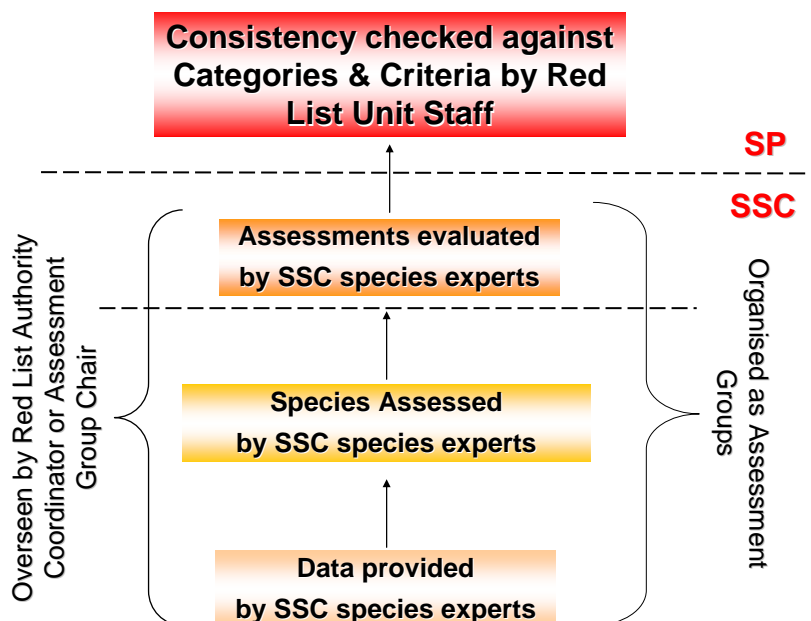 Consistency checked against
Categories & Criteria by Red
List Unit Staff
SP
SSC
Assessments evaluated
by SSC species experts
Species Assessed
by SSC species experts
Data provided
by SSC species experts
Overseen by Red List Authority
Coordinator or Assessment
Group Chair
Organised as Assessment
Groups